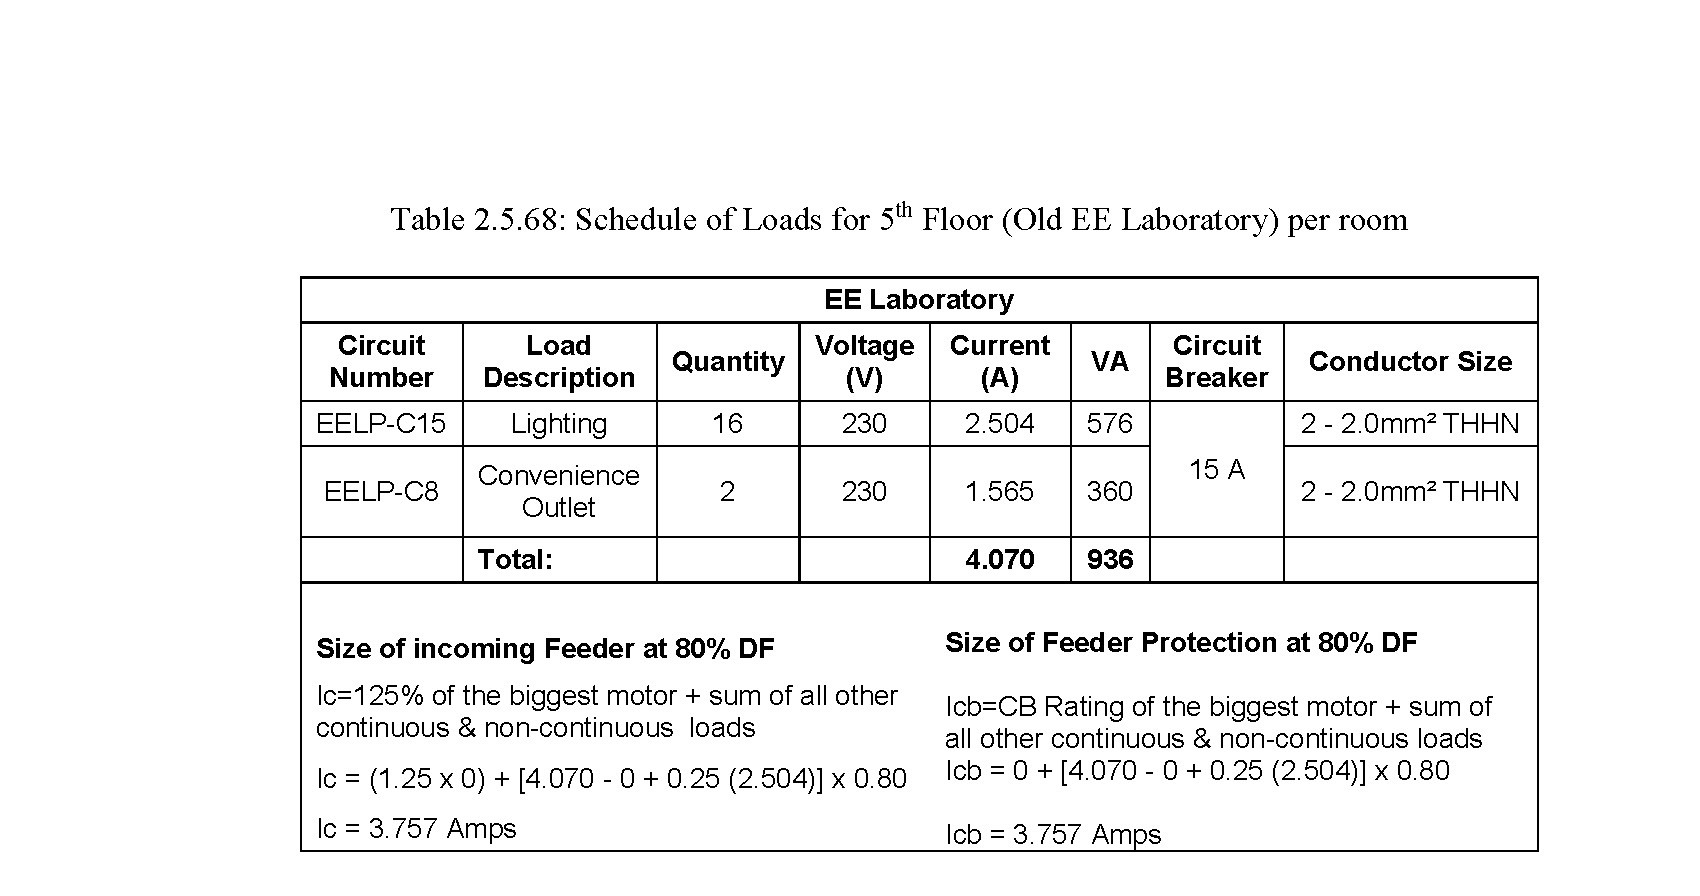 Table 2.5.68: Schedule of Loads for 5th Floor (Old EE Laboratory) per room
EE Laboratory
Circuit Number Load Description Quantity Voltage (V) Current (A) VA Circuit Breaker Conductor Size
EELP-C15 Lighting 16 230 2.504 576 15 A 2 - 2.0mm² THHN
EELP-C8 Convenience Outlet 2 230 1.565 360 2 - 2.0mm² THHN
Total: 4.070 936
Size of incoming Feeder at 80% DF
Ic=125% of the biggest motor + sum of all other
continuous & non-continuous loads
Ic = (1.25 x 0) + [4.070 - 0 + 0.25 (2.504)] x 0.80
Ic = 3.757 Amps
Size of Feeder Protection at 80% DF
Icb=CB Rating of the biggest motor + sum of
all other continuous & non-continuous loads
Icb = 0 + [4.070 - 0 + 0.25 (2.504)] x 0.80
Icb = 3.757 Amps